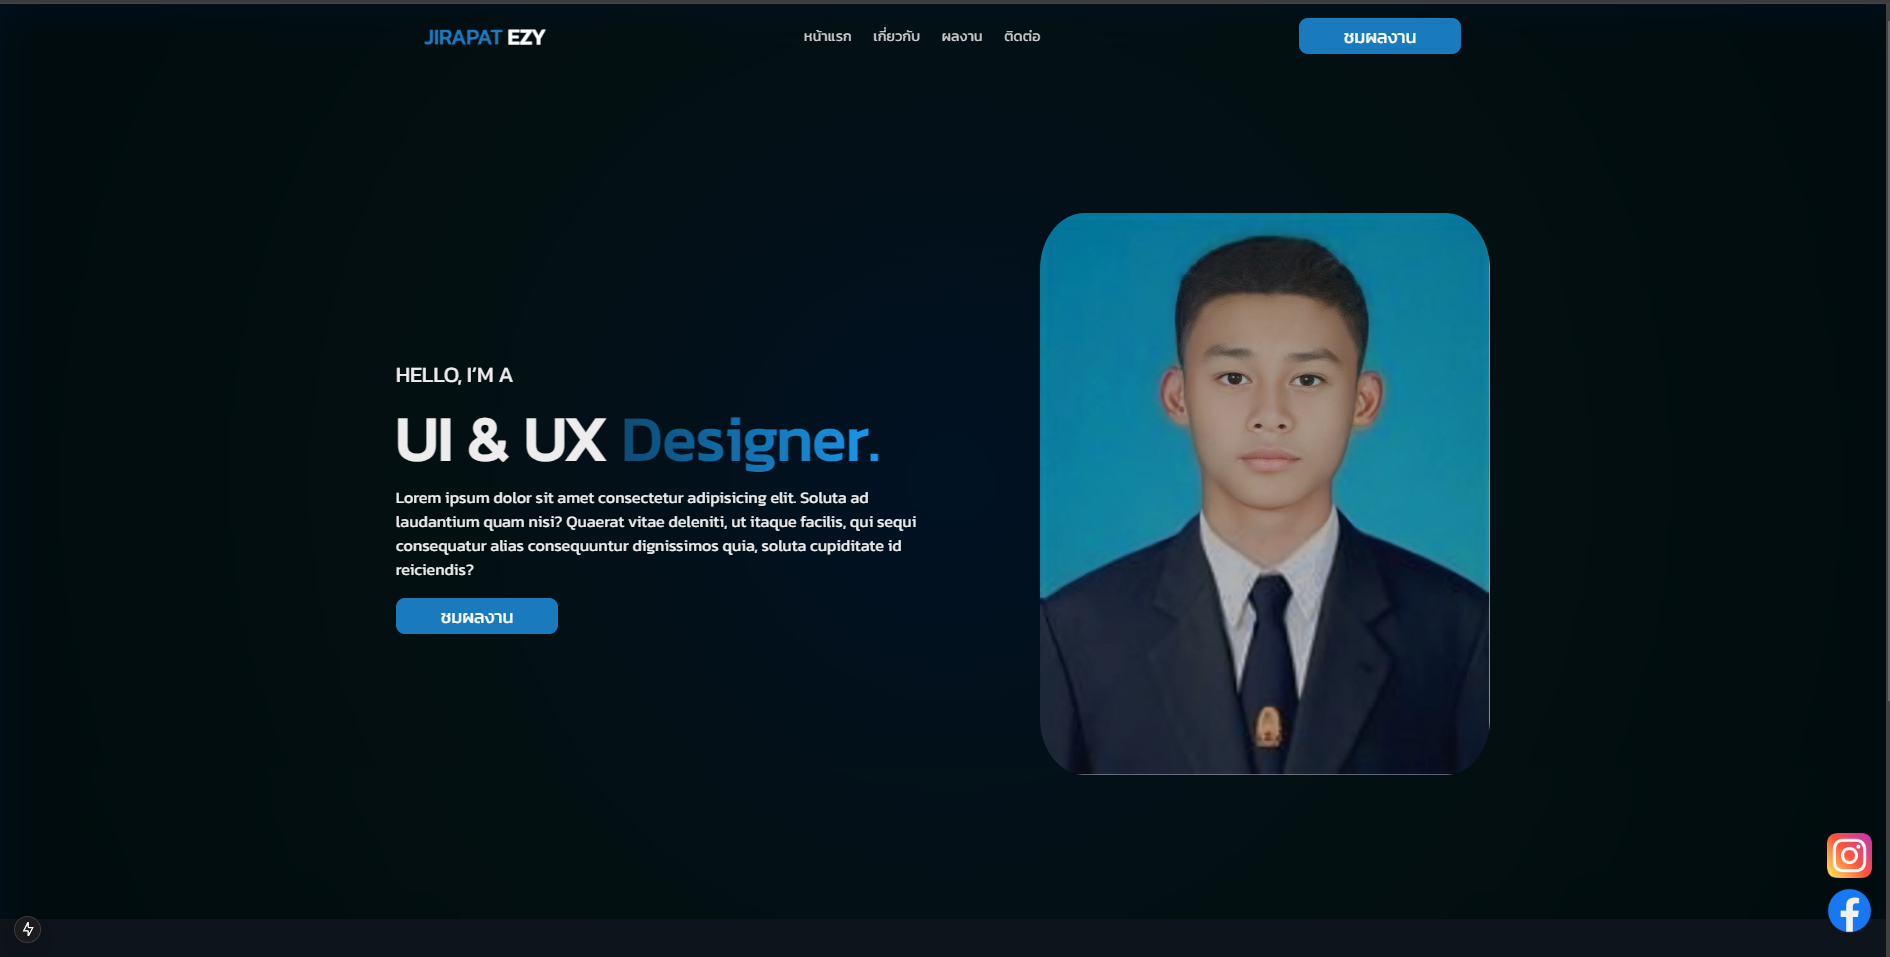 JIRAPAT EZY
หน้าแรก เกี่ยวกับ ผลงาน ติดต่อ
ชมผลงาน
HELLO, I'M A
UI & UX Designer.
Lorem ipsum dolor sit amet consectetur adipisicing elit. Soluta ad
laudantium quam nisi? Quaerat vitae deleniti, ut itaque facilis, qui sequi
consequatur alias consequuntur dignissimos quia, soluta cupiditate id
reiciendis?
ชมผลงาน